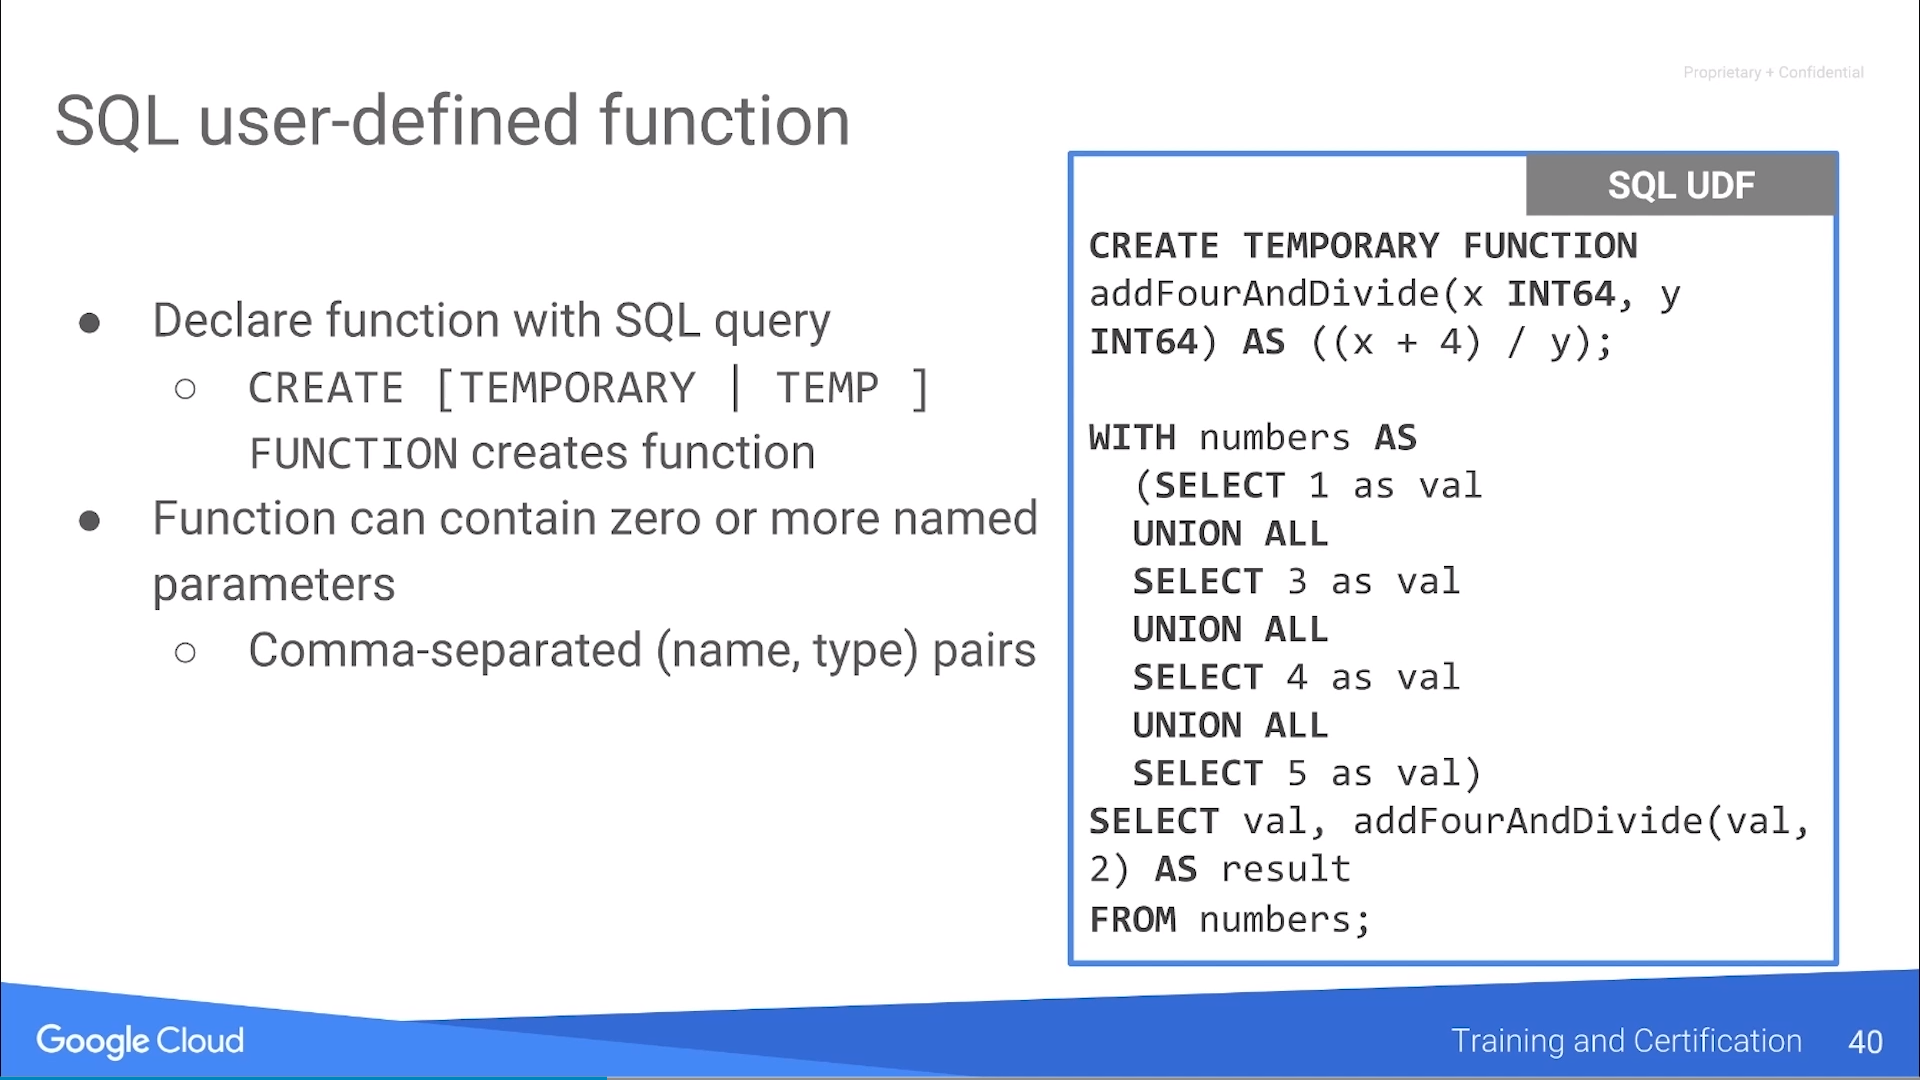 Proprietary + Confidential
SQL user-defined function
● Declare function with SQL query
○ CREATE [TEMPORARY | TEMP ]
FUNCTION creates function
● Function can contain zero or more named
parameters
○ Comma-separated (name, type) pairs
SQL UDF
CREATE TEMPORARY FUNCTION
addFourAndDivide(x INT64, y
INT64) AS ((x + 4) / y);
WITH numbers AS
(SELECT 1 as val
UNION ALL
SELECT 3 as val
UNION ALL
SELECT 4 as val
UNION ALL
SELECT 5 as val)
SELECT val, addFourAndDivide(val,
2) AS result
FROM numbers;
Google Cloud
Training and Certification 40